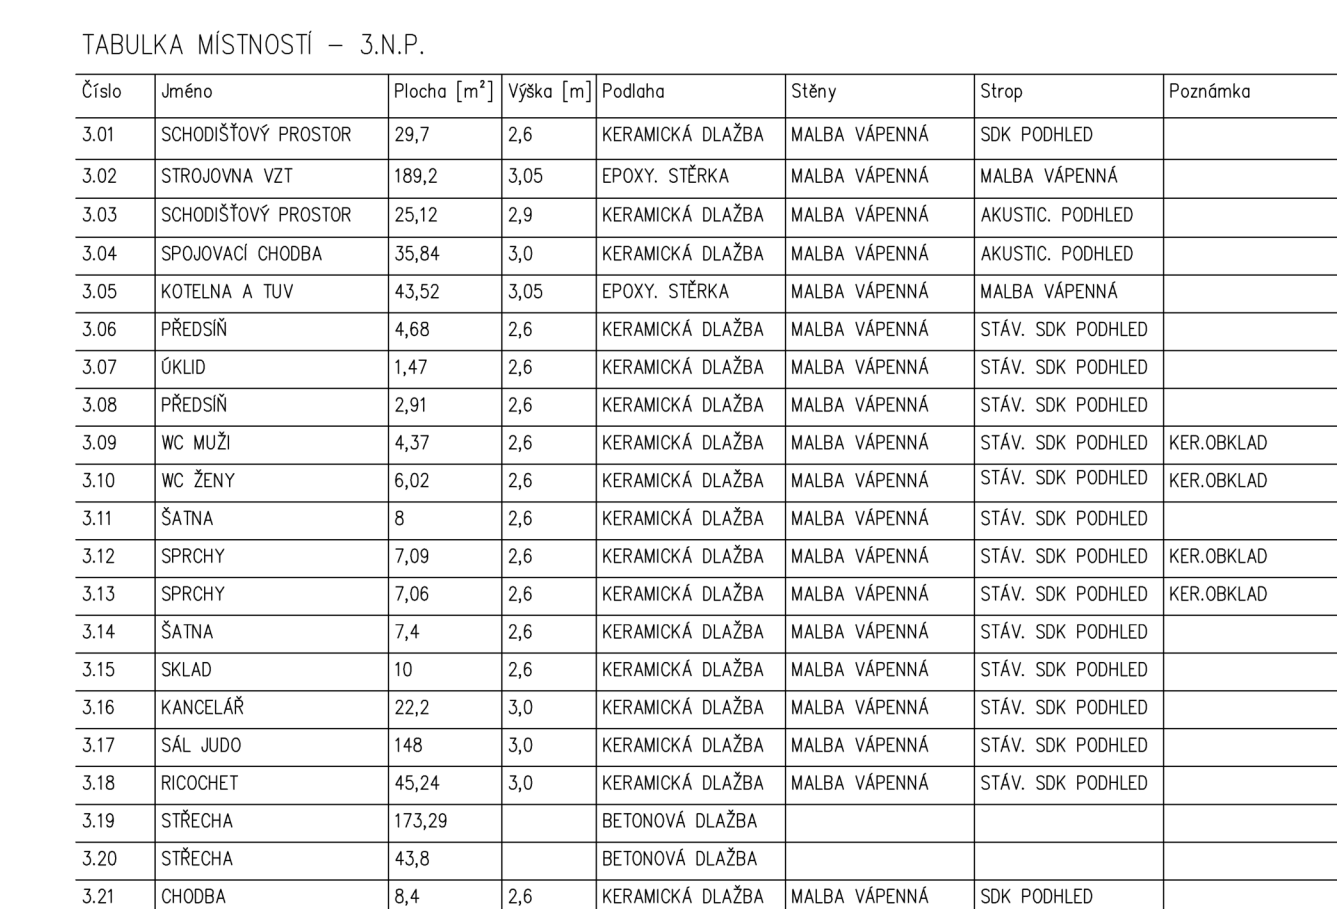 TABULKA MÍSTNOSTÍ – 3.N.P.
Číslo Jméno Plocha [m²] Výška [m] Podlaha Stěny Strop Poznámka
3.01 SCHODIŠŤOVÝ PROSTOR 29,7 2,6 KERAMICKÁ DLAŽBA MALBA VÁPENNÁ SDK PODHLED
3.02 STROJOVNA VZT 189,2 3,05 EPOXY. STĚRKA MALBA VÁPENNÁ MALBA VÁPENNÁ
3.03 SCHODIŠŤOVÝ PROSTOR 25,12 2,9 KERAMICKÁ DLAŽBA MALBA VÁPENNÁ AKUSTIC. PODHLED
3.04 SPOJOVACÍ CHODBA 35,84 3,0 KERAMICKÁ DLAŽBA MALBA VÁPENNÁ AKUSTIC. PODHLED
3.05 KOTELNA A TUV 43,52 3,05 EPOXY. STĚRKA MALBA VÁPENNÁ MALBA VÁPENNÁ
3.06 PŘEDSÍŇ 4,68 2,6 KERAMICKÁ DLAŽBA MALBA VÁPENNÁ STÁV. SDK PODHLED
3.07 ÚKLID 1,47 2,6 KERAMICKÁ DLAŽBA MALBA VÁPENNÁ STÁV. SDK PODHLED
3.08 PŘEDSÍŇ 2,91 2,6 KERAMICKÁ DLAŽBA MALBA VÁPENNÁ STÁV. SDK PODHLED
3.09 WC MUŽI 4,37 2,6 KERAMICKÁ DLAŽBA MALBA VÁPENNÁ STÁV. SDK PODHLED KER.OBKLAD
3.10 WC ŽENY 6,02 2,6 KERAMICKÁ DLAŽBA MALBA VÁPENNÁ STÁV. SDK PODHLED KER.OBKLAD
3.11 ŠATNA 8 2,6 KERAMICKÁ DLAŽBA MALBA VÁPENNÁ STÁV. SDK PODHLED
3.12 SPRCHY 7,09 2,6 KERAMICKÁ DLAŽBA MALBA VÁPENNÁ STÁV. SDK PODHLED KER.OBKLAD
3.13 SPRCHY 7,06 2,6 KERAMICKÁ DLAŽBA MALBA VÁPENNÁ STÁV. SDK PODHLED KER.OBKLAD
3.14 ŠATNA 7,4 2,6 KERAMICKÁ DLAŽBA MALBA VÁPENNÁ STÁV. SDK PODHLED
3.15 SKLAD 10 2,6 KERAMICKÁ DLAŽBA MALBA VÁPENNÁ STÁV. SDK PODHLED
3.16 KANCELÁŘ 22,2 3,0 KERAMICKÁ DLAŽBA MALBA VÁPENNÁ STÁV. SDK PODHLED
3.17 SÁL JUDO 148 3,0 KERAMICKÁ DLAŽBA MALBA VÁPENNÁ STÁV. SDK PODHLED
3.18 RICOCHET 45,24 3,0 KERAMICKÁ DLAŽBA MALBA VÁPENNÁ STÁV. SDK PODHLED
3.19 STŘECHA 173,29 BETONOVÁ DLAŽBA
3.20 STŘECHA 43,8 BETONOVÁ DLAŽBA
3.21 CHODBA 8,4 2,6 KERAMICKÁ DLAŽBA MALBA VÁPENNÁ SDK PODHLED